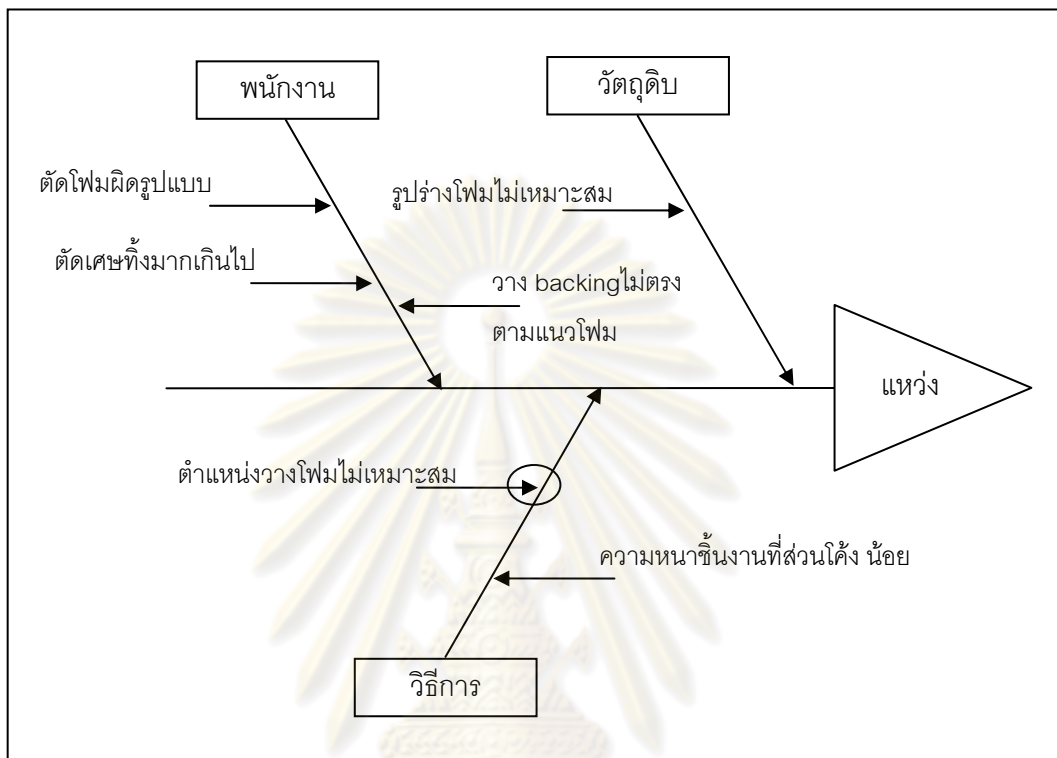 พนักงาน
วัตถุดิบ
ตัดโฟมผิดรูปแบบ
รูปร่างโฟมไม่เหมาะสม
ตัดเศษทิ้งมากเกินไป
วาง backingไม่ตรง
ตามแนวโฟม
แหว่ง
ตำแหน่งวางโฟมไม่เหมาะสม
ความหนาชิ้นงานที่ส่วนโค้ง น้อย
วิธีการ